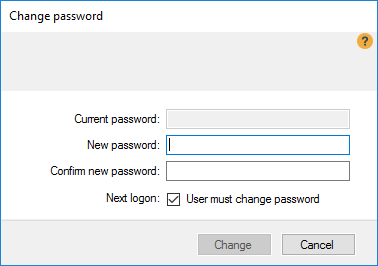 Change password
?
Current password:
New password:
Confirm new password:
Next logon: User must change password
Change Cancel